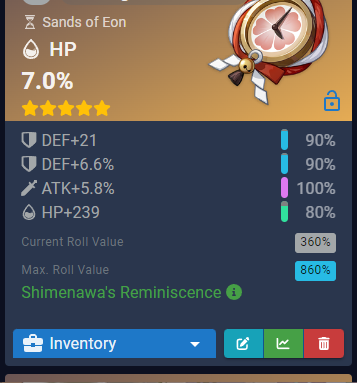 Sands of Eon
HP
7.0%
DEF+21 90%
DEF+6.6% 90%
ATK+5.8% 100%
HP+239 80%
Current Roll Value 360%
Max. Roll Value 860%
Shimenawa's Reminiscence
Inventory